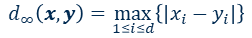 d∞(x,y) = max{|xᵢ − yᵢ|}
1≤i≤d